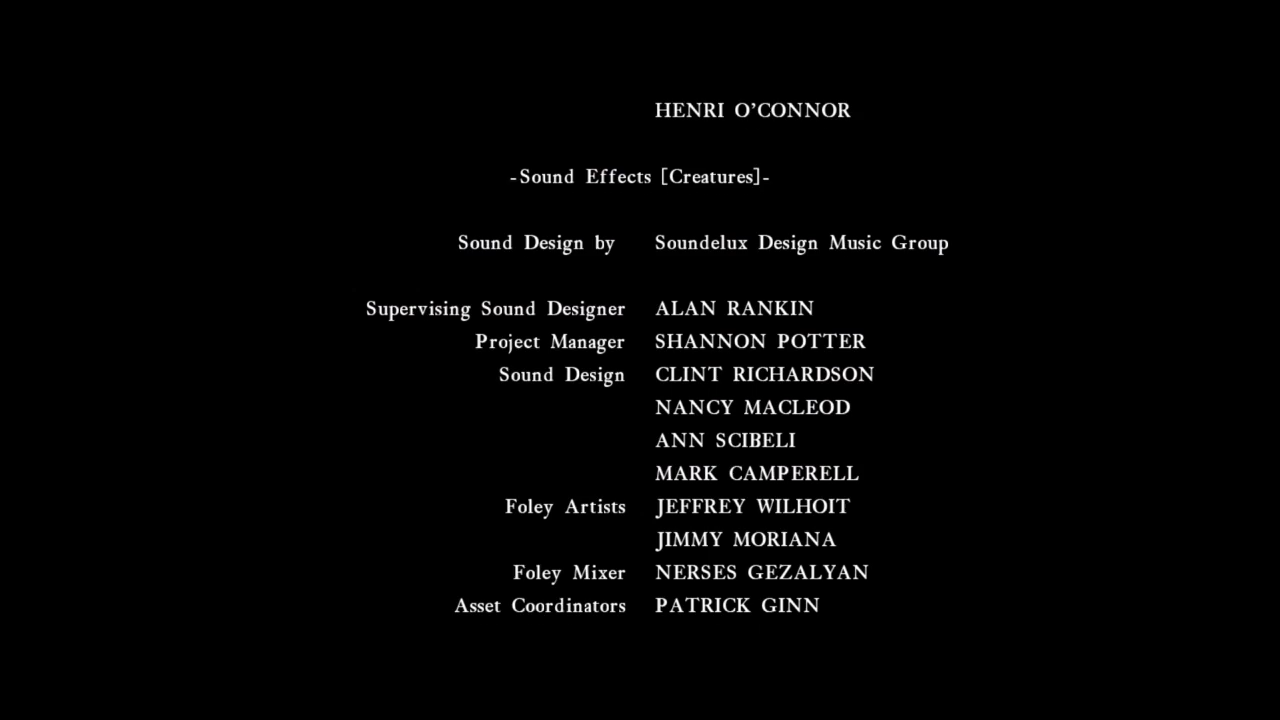 HENRI O'CONNOR
-Sound Effects [Creatures]-
Sound Design by Soundelux Design Music Group
Supervising Sound Designer ALAN RANKIN
Project Manager SHANNON POTTER
Sound Design CLINT RICHARDSON
NANCY MACLEOD
ANN SCIBELI
MARK CAMPERELL
Foley Artists JEFFREY WILHOIT
JIMMY MORIANA
Foley Mixer NERSES GEZALYAN
Asset Coordinators PATRICK GINN